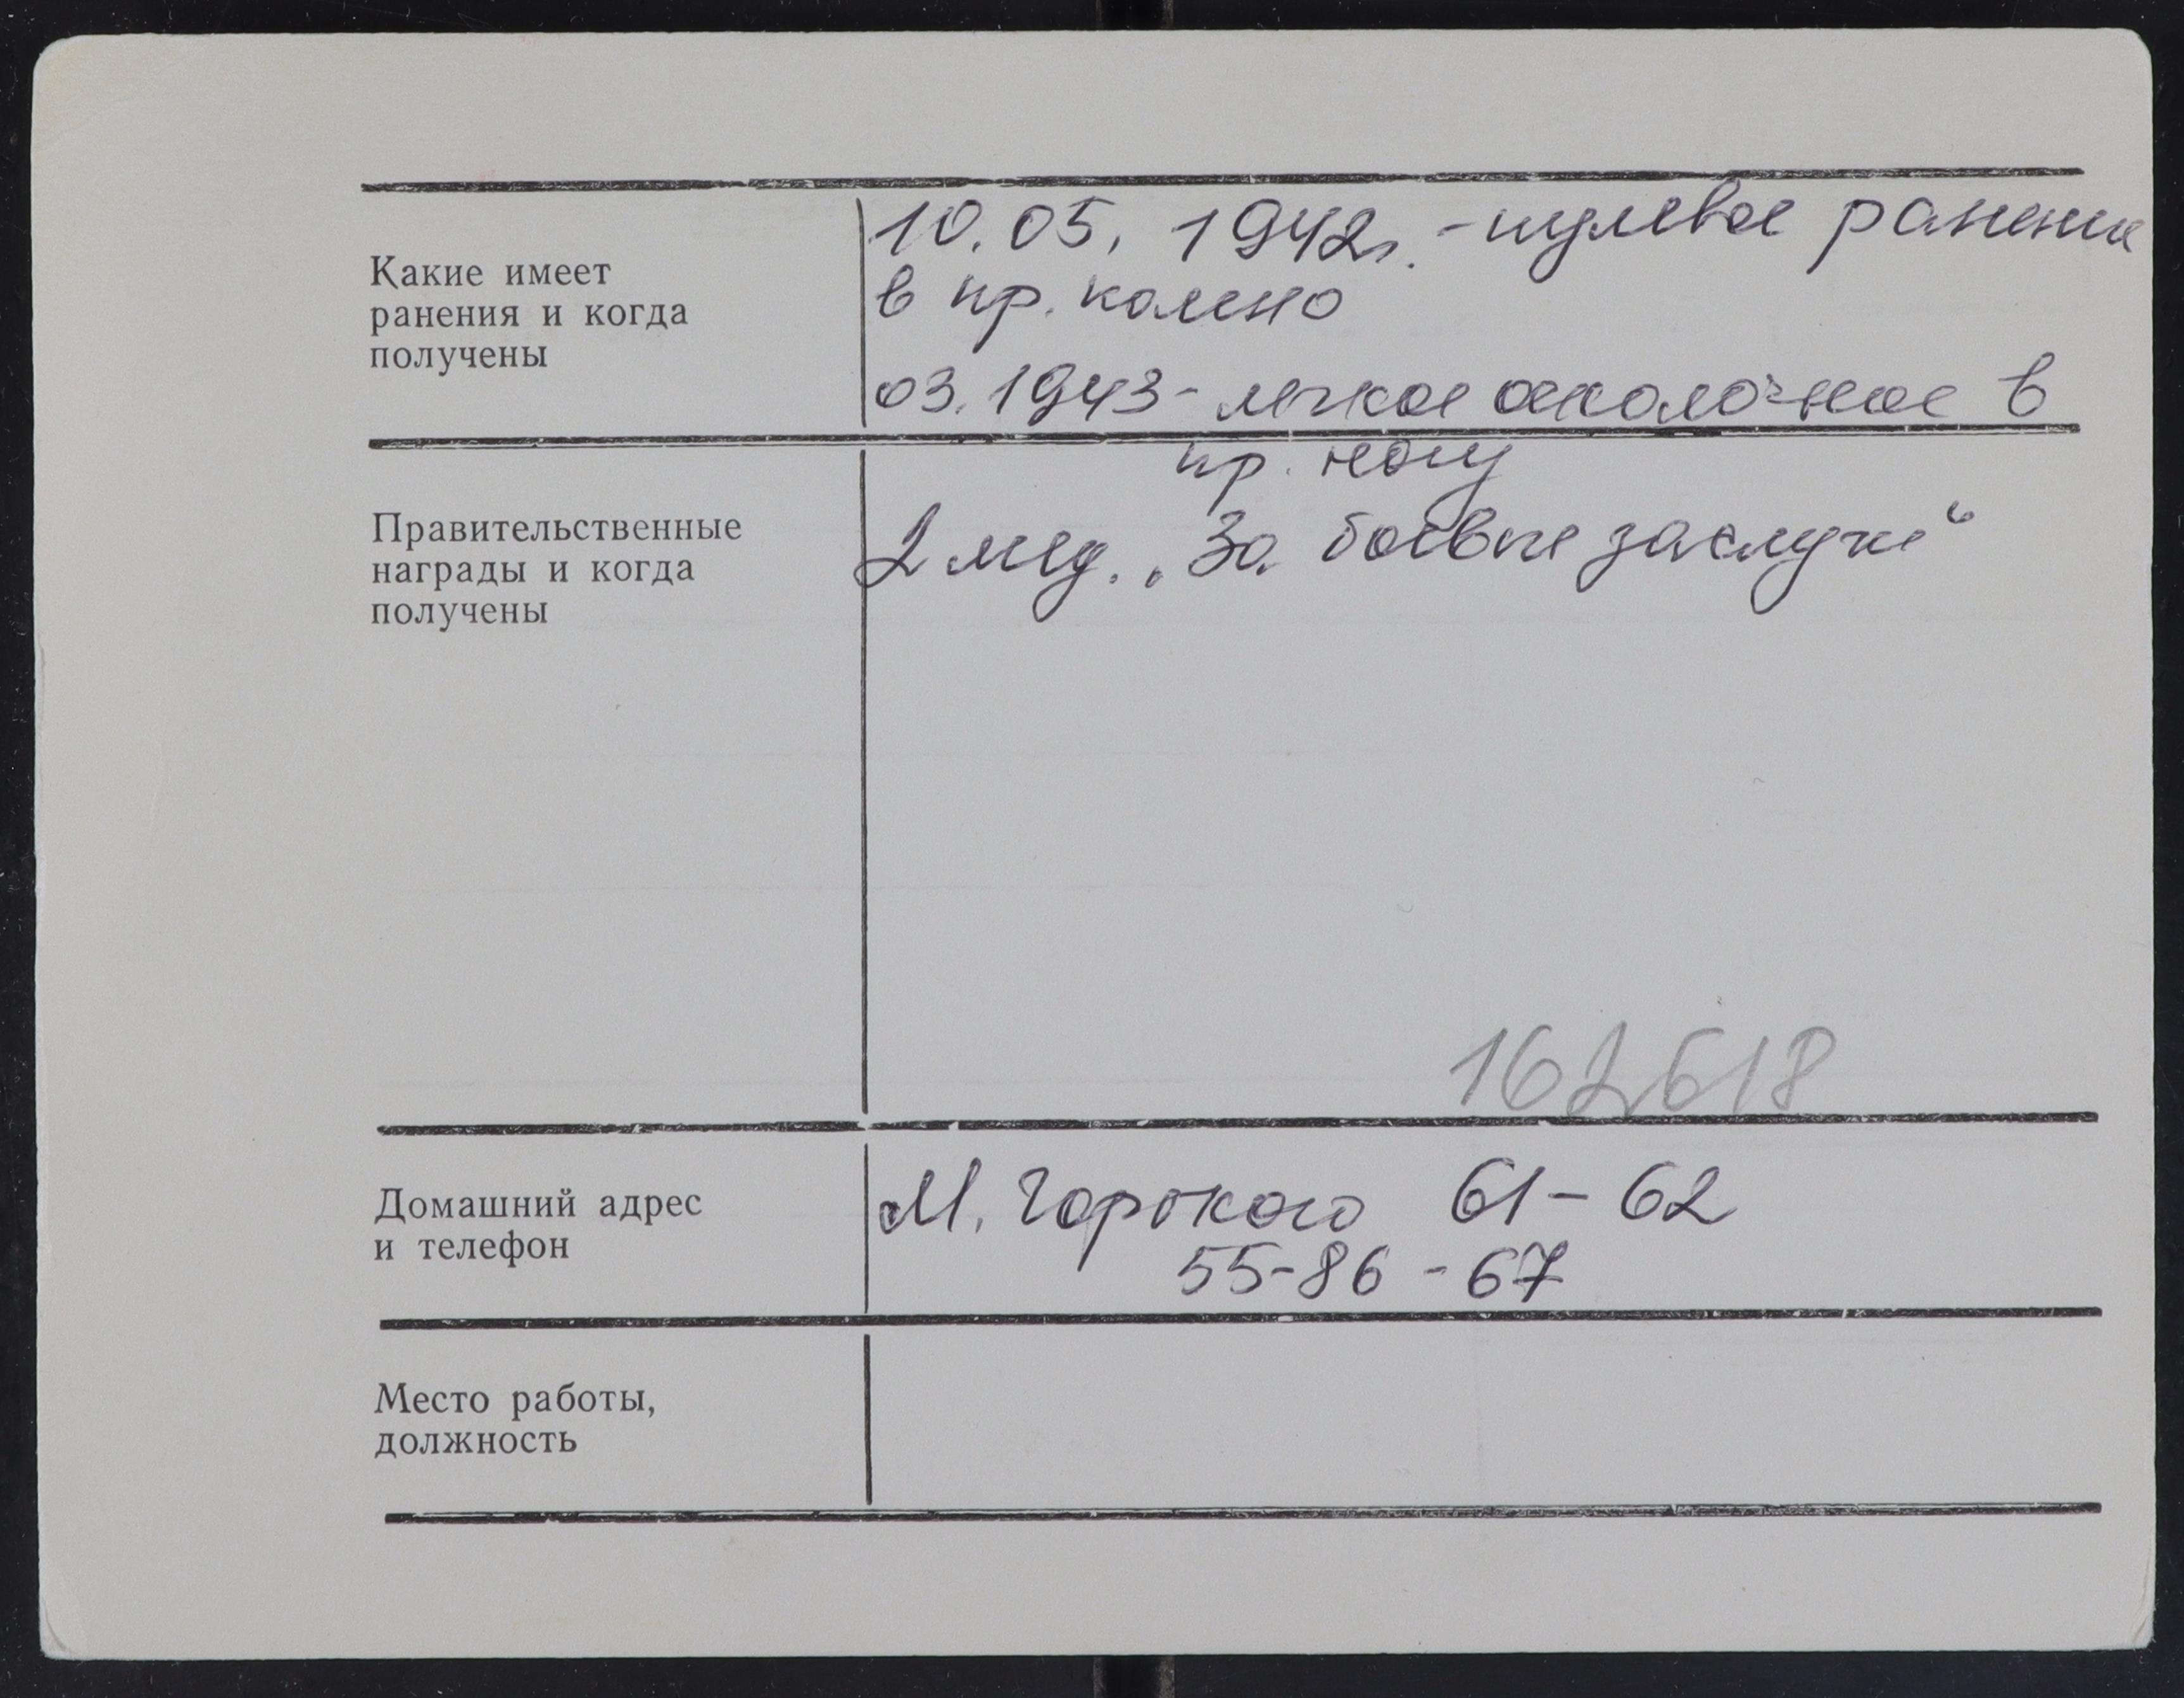 Какие имеет
ранения и когда
получены
10.05.1942г. - пулевое ранение
в пр. колено
03.1943 - легкое осколочное в
пр. ногу
Правительственные
награды и когда
получены
2 мед. „За боевые заслуги“
162618
Домашний адрес
и телефон
М. Горького 61-62
55-86-67
Место работы,
должность